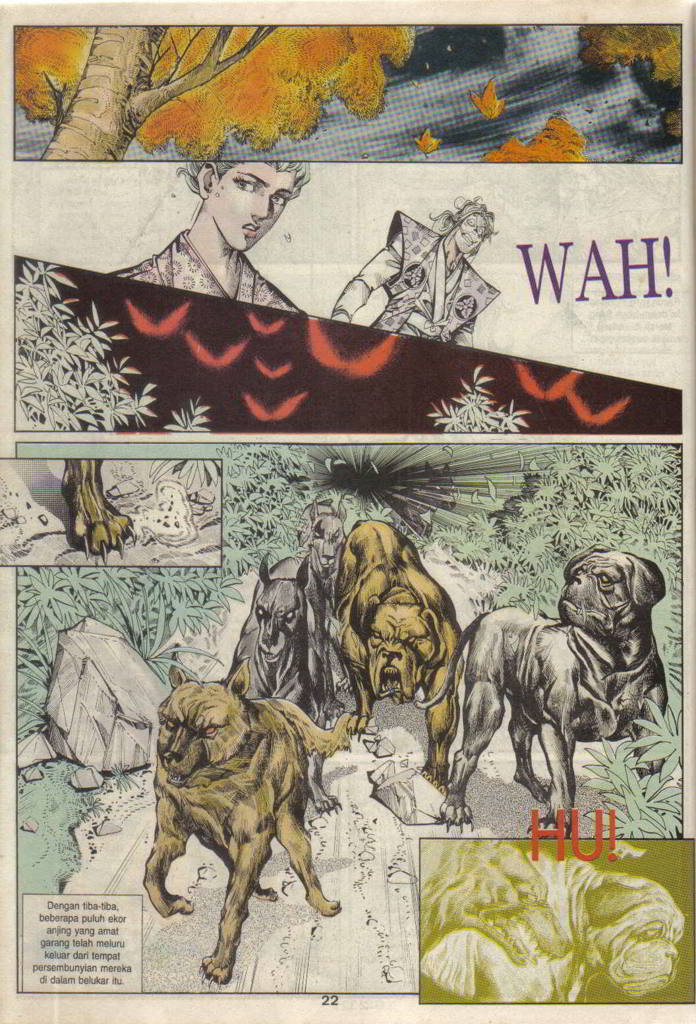 WAH!
HU!
Dengan tiba-tiba,
beberapa puluh ekor
anjing yang amat
garang telah meluru
keluar dari tempat
persembunyian mereka
di dalam belukar itu.
22